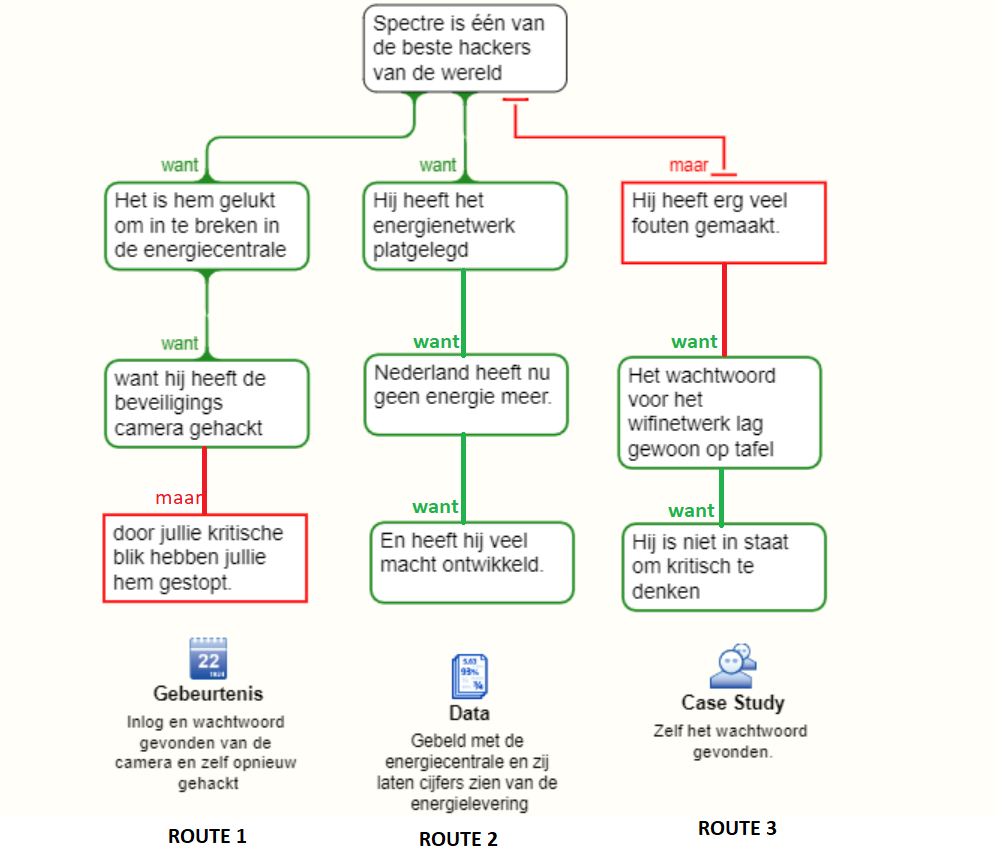 Spectre is één van
de beste hackers
van de wereld
want
Het is hem gelukt
om in te breken in
de energiecentrale
want
want hij heeft de
beveiligings
camera gehackt
maar
door jullie kritische
blik hebben jullie
hem gestopt.
22
1824
Gebeurtenis
Inlog en wachtwoord
gevonden van de
camera en zelf opnieuw
gehackt
ROUTE 1
want
Hij heeft het
energienetwerk
platgelegd
want
Nederland heeft nu
geen energie meer.
want
En heeft hij veel
macht ontwikkeld.
5,63
93%
¾
Data
Gebeld met de
energiecentrale en zij
laten cijfers zien van de
energielevering
ROUTE 2
maar
Hij heeft erg veel
fouten gemaakt.
want
Het wachtwoord
voor het
wifinetwerk lag
gewoon op tafel
want
Hij is niet in staat
om kritisch te
denken
Case Study
Zelf het wachtwoord
gevonden.
ROUTE 3